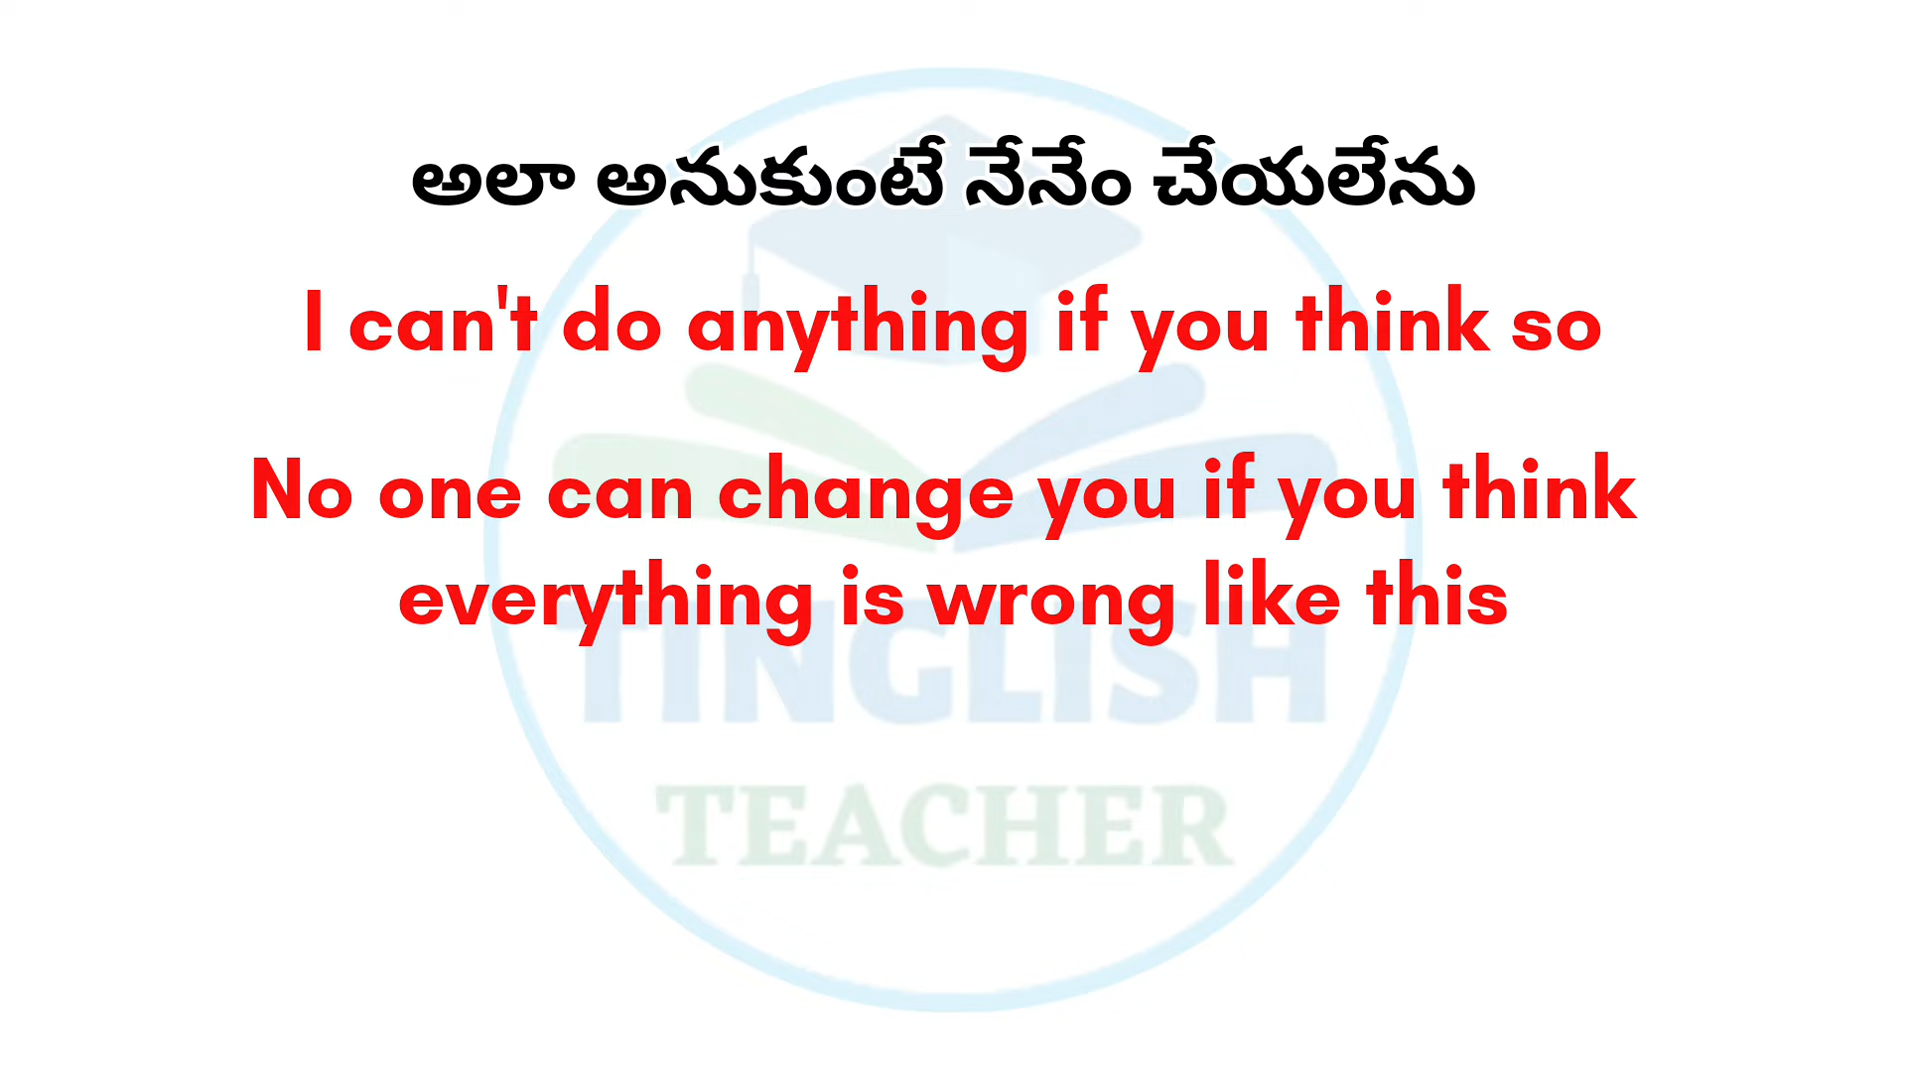 అలా అనుకుంటే నేనేం చేయలేను
I can't do anything if you think so
No one can change you if you think
everything is wrong like this
TINGLISH
TEACHER